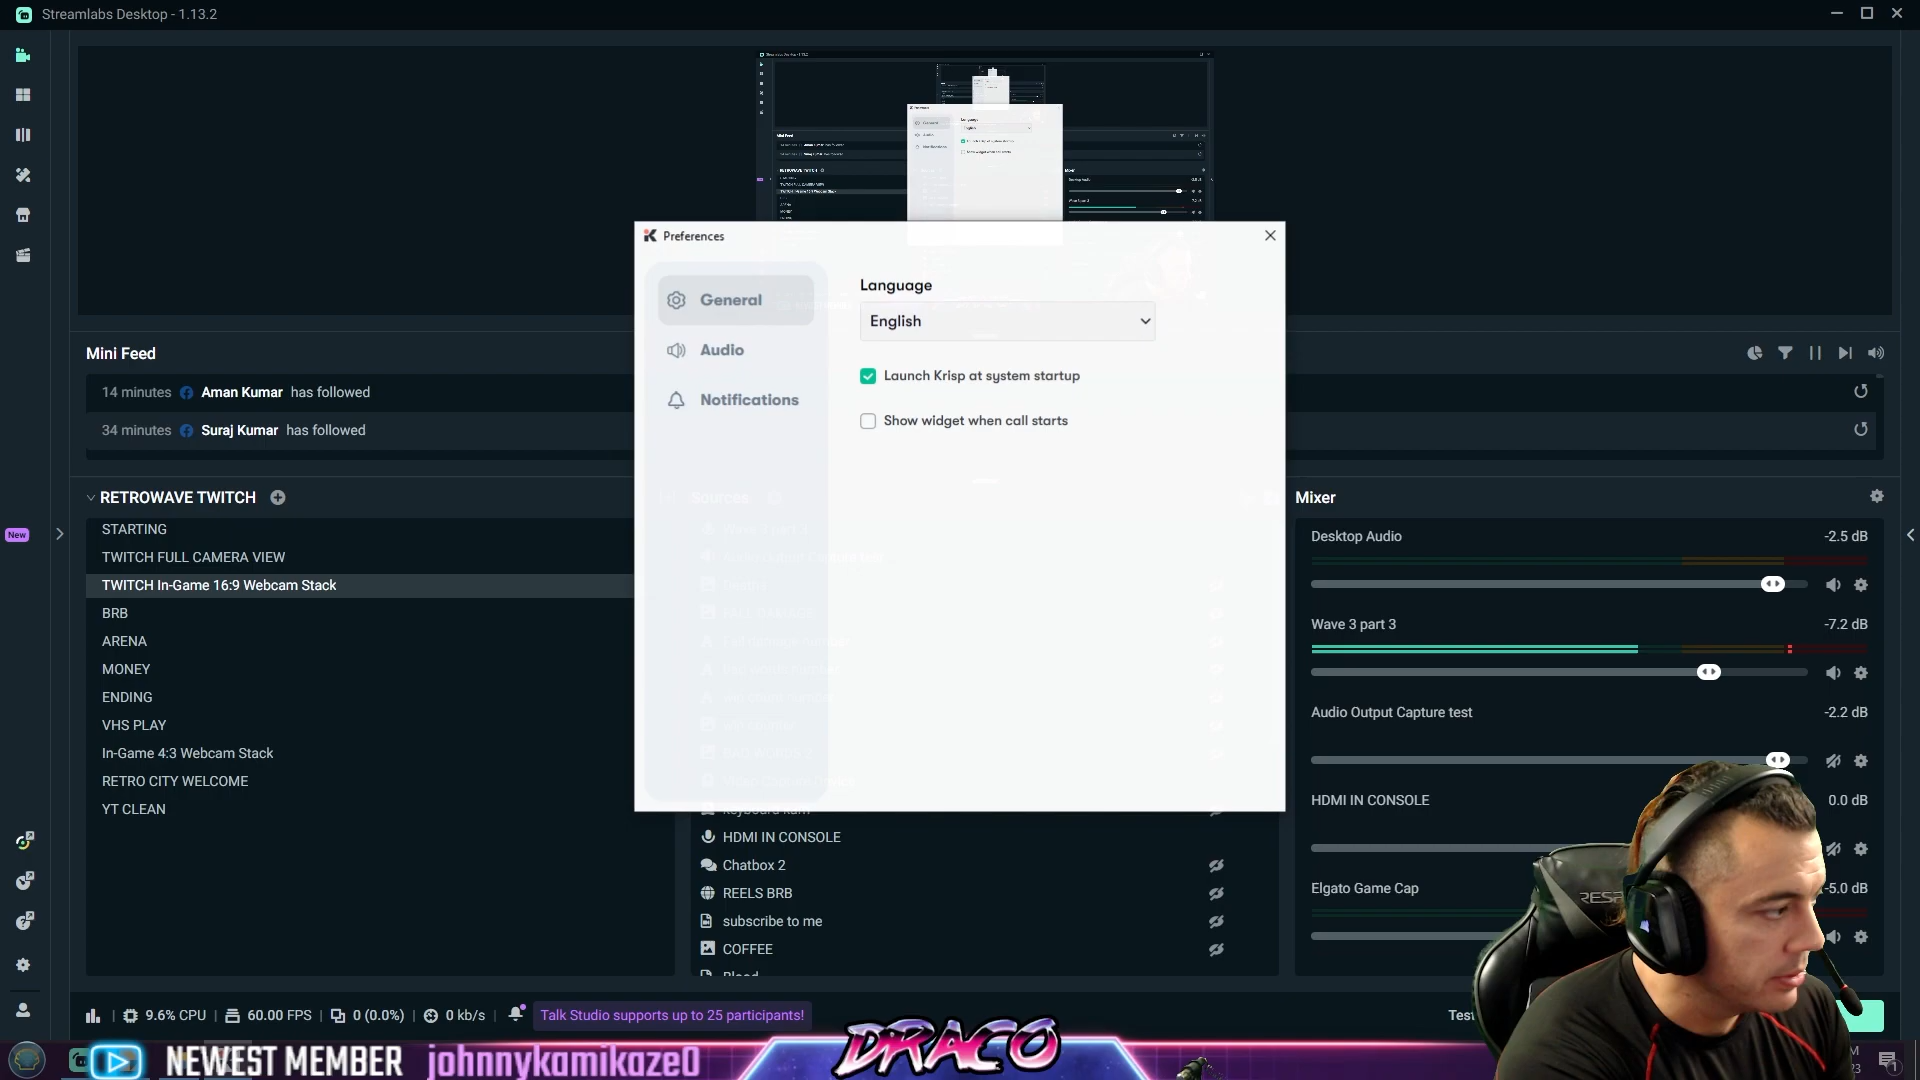 Streamlabs Desktop - 1.13.2
Preferences
General
Audio
Notifications
Language
English
Launch Krisp at system startup
Show widget when call starts
Mini Feed
14 minutes Aman Kumar has followed
34 minutes Suraj Kumar has followed
RETROWAVE TWITCH
STARTING
TWITCH FULL CAMERA VIEW
TWITCH In-Game 16:9 Webcam Stack
BRB
ARENA
MONEY
ENDING
VHS PLAY
In-Game 4:3 Webcam Stack
RETRO CITY WELCOME
YT CLEAN
New
Sources
HDMI IN CONSOLE
Chatbox 2
REELS BRB
subscribe to me
COFFEE
Blood
Mixer
Desktop Audio -2.5 dB
Wave 3 part 3 -7.2 dB
Audio Output Capture test -2.2 dB
HDMI IN CONSOLE 0.0 dB
Elgato Game Cap -5.0 dB
9.6% CPU 60.00 FPS 0 (0.0%) 0 kb/s Talk Studio supports up to 25 participants! Test
NEWEST MEMBER johnnykamikaze0
DRACO